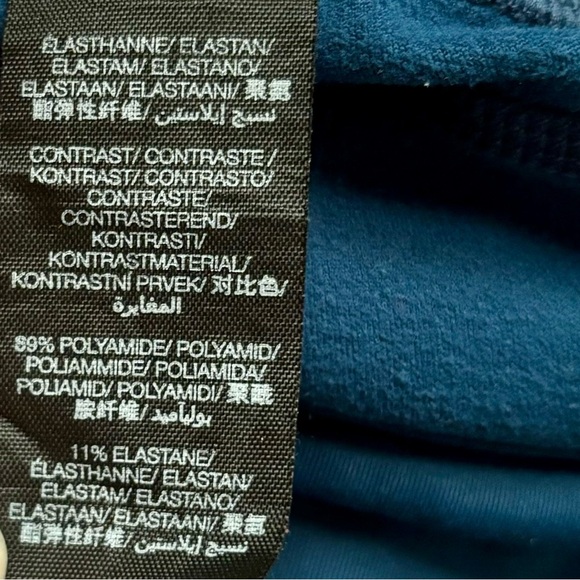 ÉLASTHANNE/ ELASTAN/
ELASTAM/ ELASTANO/
ELASTAAN/ ELASTAANI/ 聚氨
酯弹性纤维/ نسيج إيلاستين/
CONTRAST/ CONTRASTE /
KONTRAST/ CONTRASTO/
CONTRASTE/
CONTRASTEREND/
KONTRASTI/
KONTRASTMATERIAL/
KONTRASTNÍ PRVEK/ 对比色/
المغايرة
89% POLYAMIDE/ POLYAMID/
POLIAMMIDE/ POLIAMIDA/
POLIAMID/ POLYAMIDI/ 聚酰
胺纤维/ بولياميد/
11% ELASTANE/
ÉLASTHANNE/ ELASTAN/
ELASTAM/ ELASTANO/
ELASTAAN/ ELASTAANI/ 聚氨
酯弹性纤维/ نسيج إيلاستين/